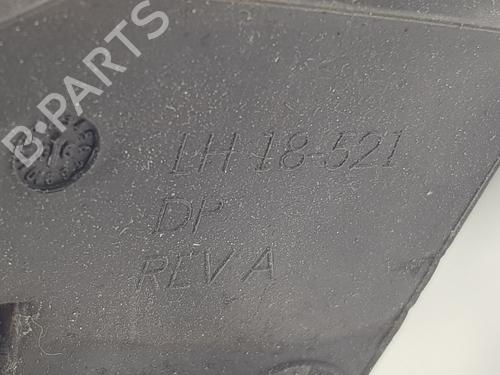 B-PARTS
LH 18-521
DP
REV A